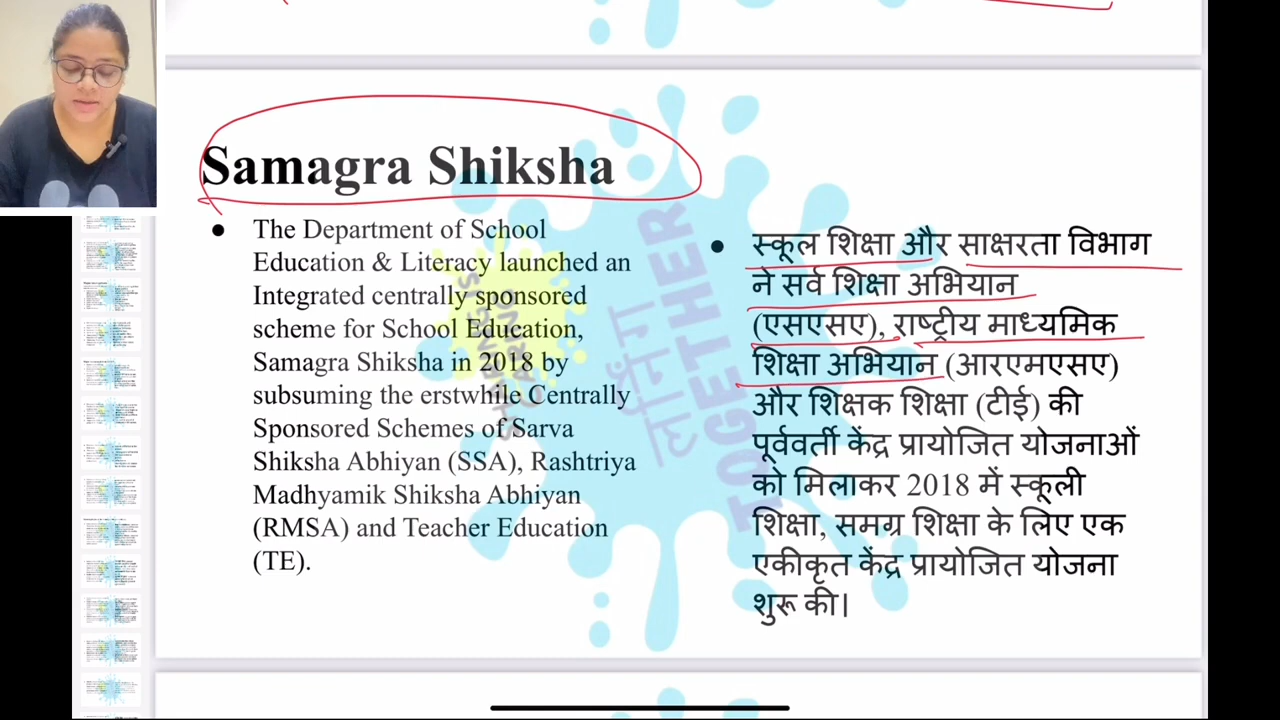 Samagra Shiksha
● The Department of School
Education & Literacy launched an
Integrated centrally sponsored
scheme for School Education,
Samagra Shiksha in 2018 by
subsuming the erstwhile Centrally
Sponsored Schemes of Sarva
Shiksha Abhiyan (SSA), Rashtriya
Madhyamik Shiksha Abhiyan
(RMSA) and Teacher Education
(TE).
● स्कूल शिक्षा और साक्षरता विभाग
ने सर्व शिक्षा अभियान
(एसएसए), राष्ट्रीय माध्यमिक
शिक्षा अभियान (आरएमएसए)
और शिक्षक शिक्षा (टीई) की
पूर्ववर्ती केंद्र प्रायोजित योजनाओं
को मिलाकर 2018 में स्कूली
शिक्षा, समग्र शिक्षा के लिए एक
एकीकृत केंद्र प्रायोजित योजना
शुरू की।